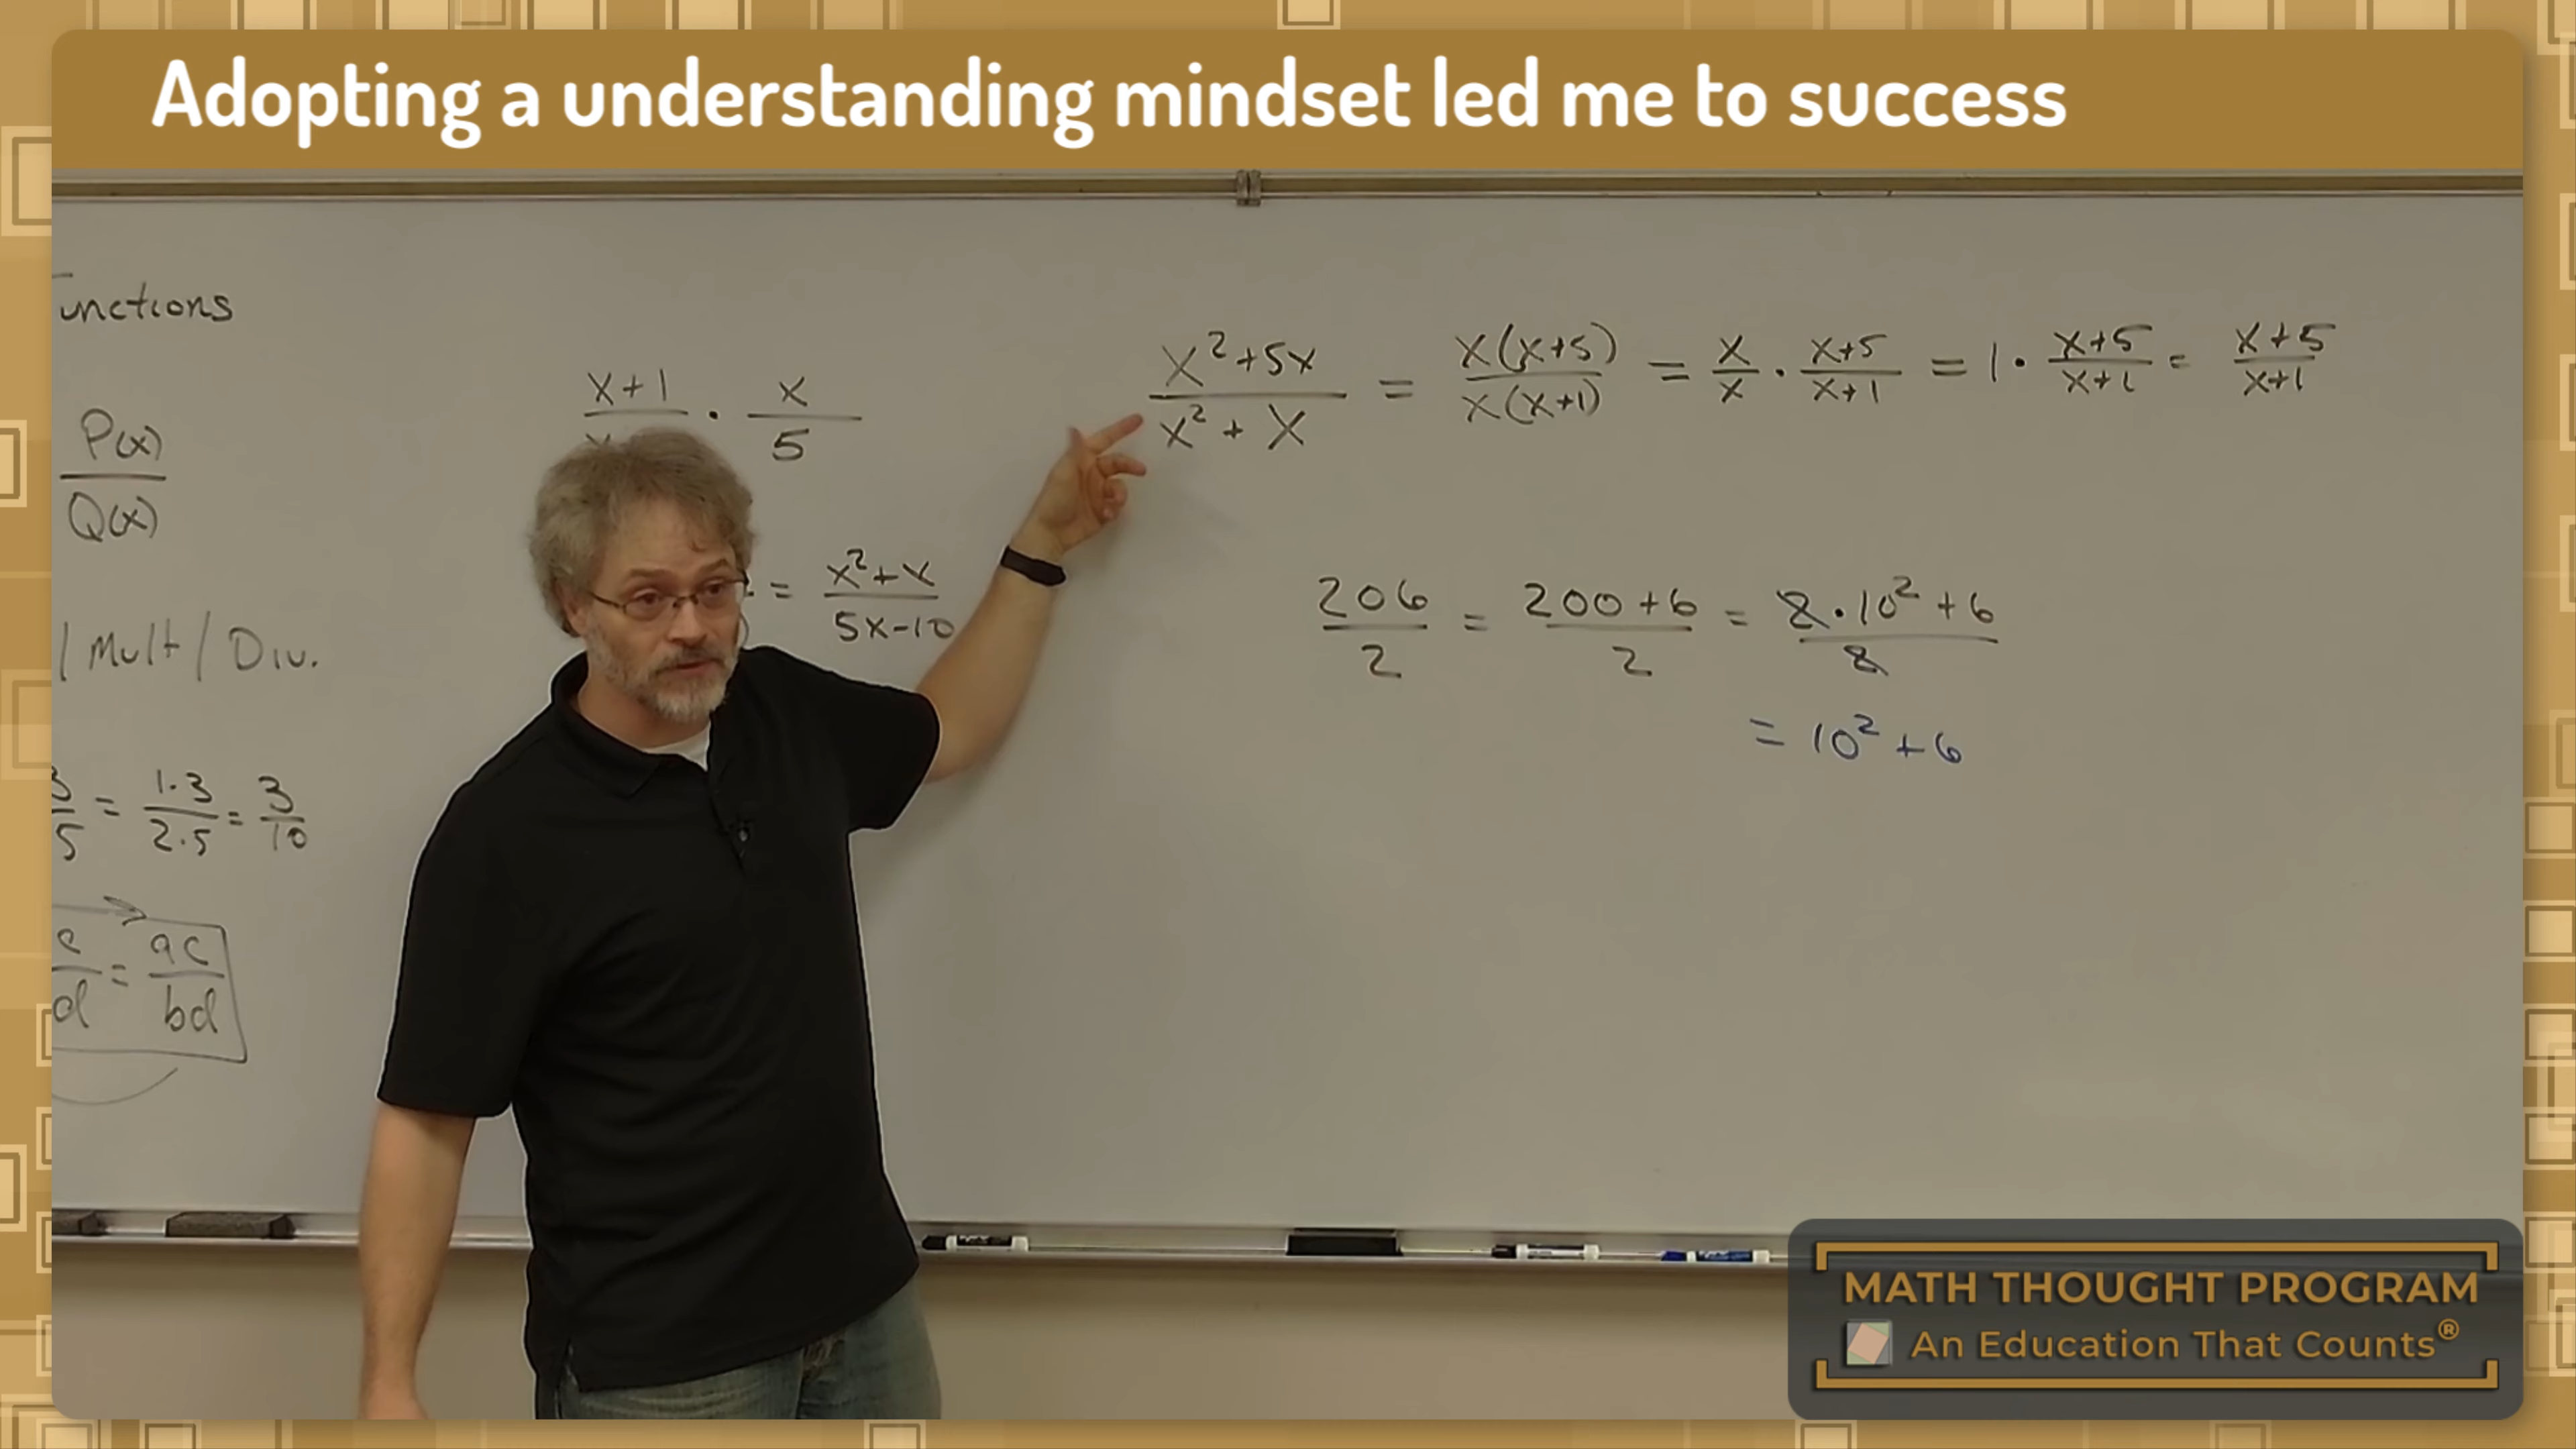 Adopting a understanding mindset led me to success
unctions
P(x)
Q(x)
| Mult / Div.
5 = 1·3 / 2·5 = 3/10
c/d = ac/bd
x+1 · x/5
= x²+x / 5x-10
x²+5x / x²+x = x(x+5) / x(x+1) = x/x · x+5 / x+1 = 1 · x+5 / x+1 = x+5 / x+1
206/2 = 200+6 / 2 = 2·10²+6 / 2
= 10²+6
MATH THOUGHT PROGRAM
An Education That Counts®